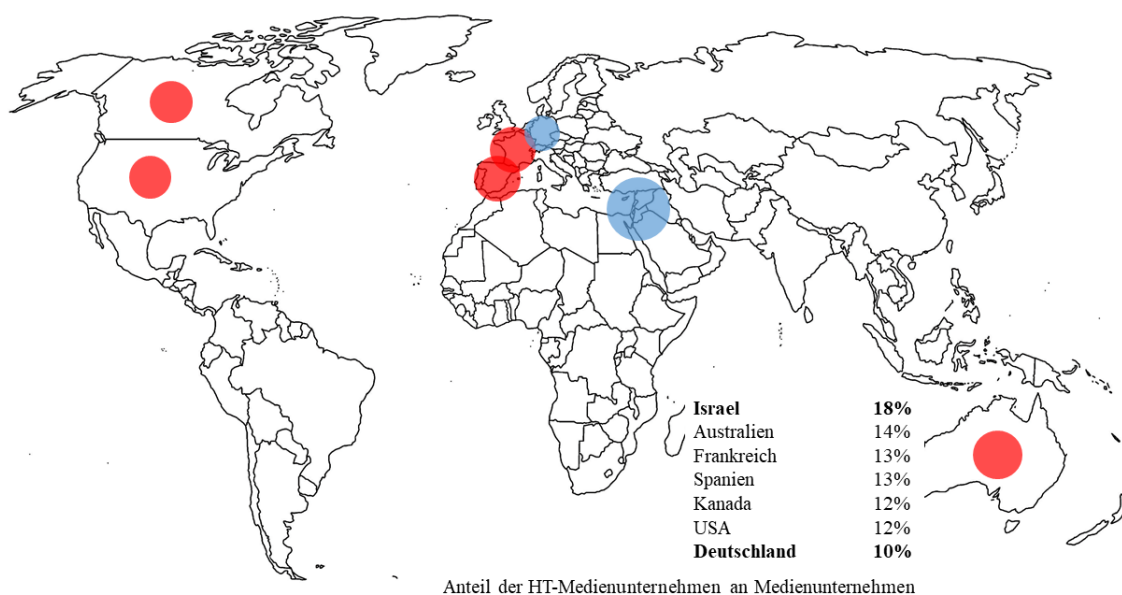 Israel 18%
Australien 14%
Frankreich 13%
Spanien 13%
Kanada 12%
USA 12%
Deutschland 10%
Anteil der HT-Medienunternehmen an Medienunternehmen